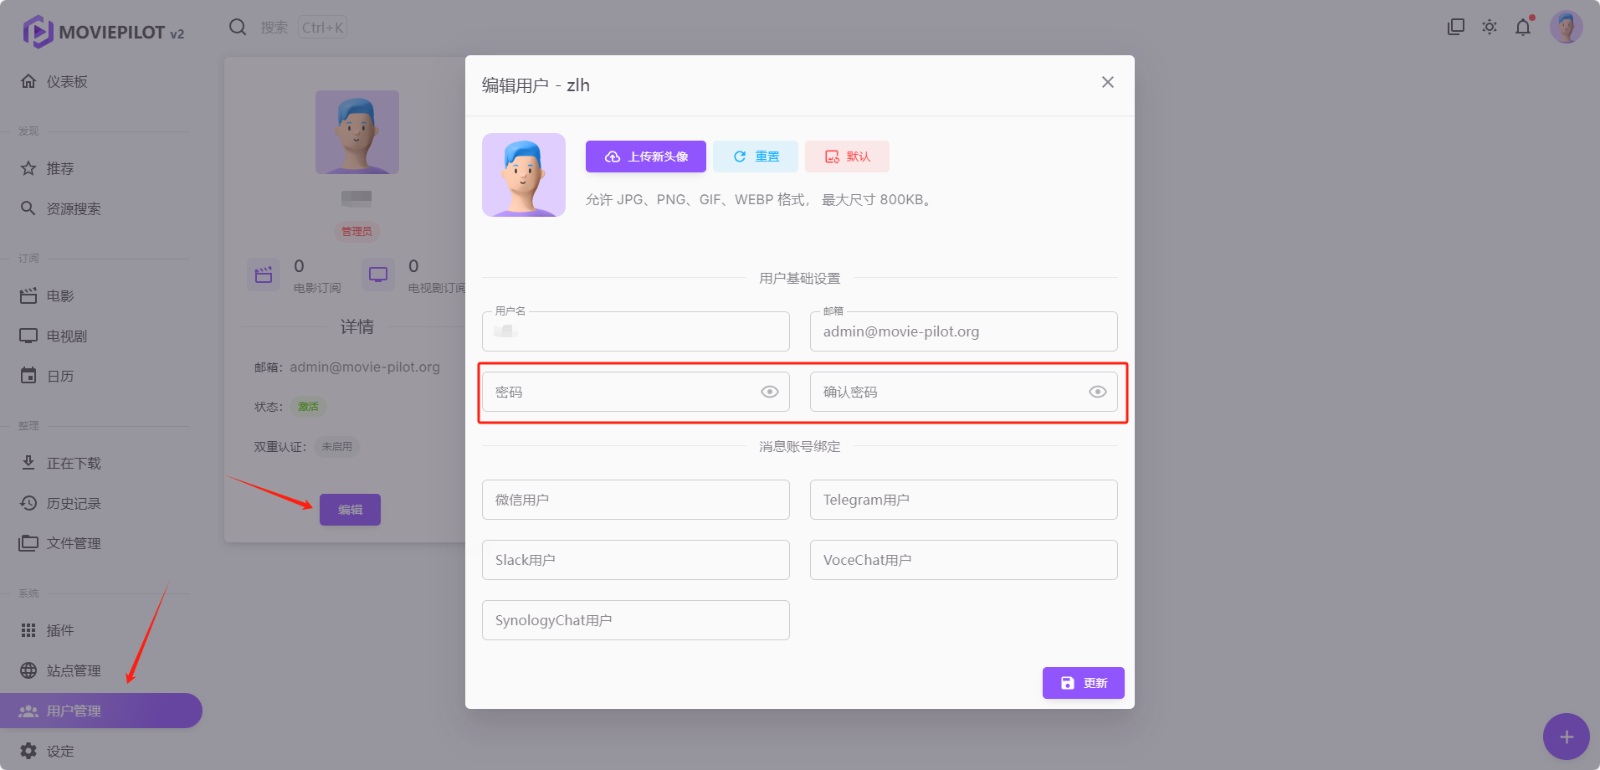 MOVIEPILOT v2
搜索 Ctrl+K
仪表板
发现
推荐
资源搜索
订阅
电影
电视剧
日历
整理
正在下载
历史记录
文件管理
系统
插件
站点管理
用户管理
设定
管理员
0
电影订阅
0
电视剧订阅
详情
邮箱：admin@movie-pilot.org
状态： 激活
双重认证： 未启用
编辑
编辑用户 - zlh
上传新头像 重置 默认
允许 JPG、PNG、GIF、WEBP 格式， 最大尺寸 800KB。
用户基础设置
用户名
邮箱
admin@movie-pilot.org
密码
确认密码
消息账号绑定
微信用户
Telegram用户
Slack用户
VoceChat用户
SynologyChat用户
更新